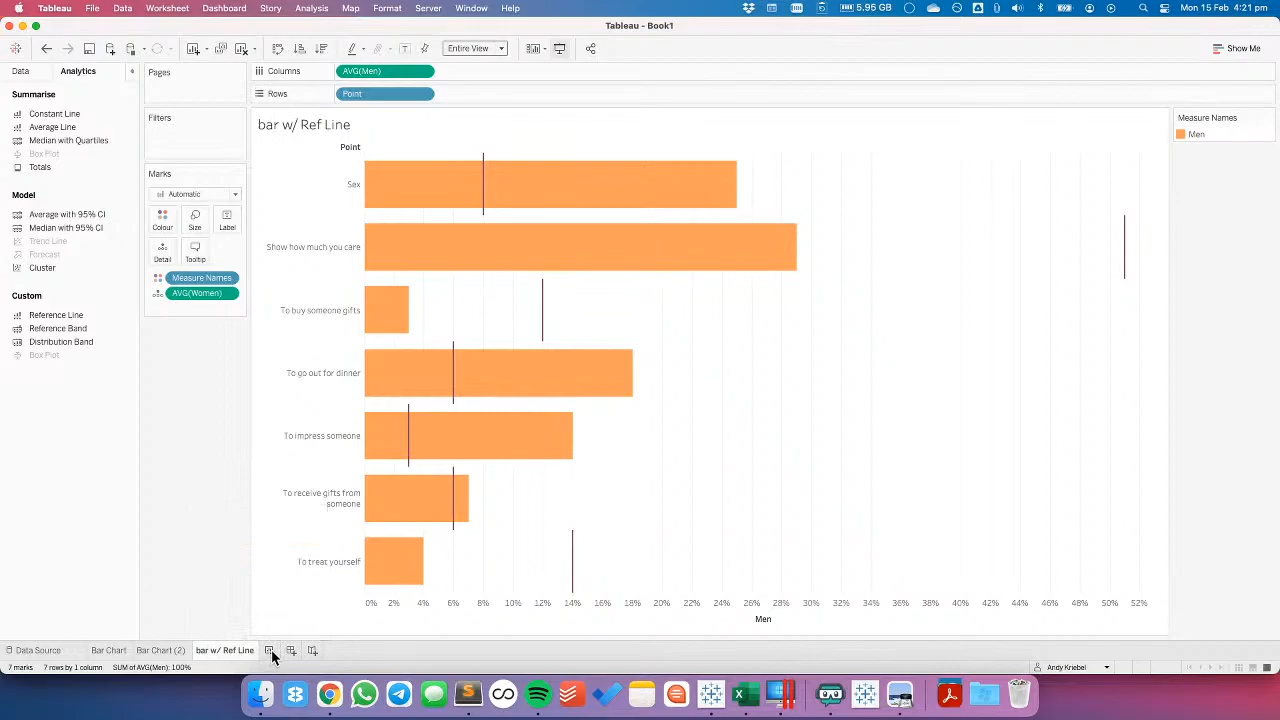 Tableau File Data Worksheet Dashboard Story Analysis Map Format Server Window Help 5.99 GB Mon 15 Feb 4:21 pm
Tableau - Book1
Entire View Show Me
Data Analytics Pages Columns AVG(Men)
Rows Point
Summarise
Constant Line
Average Line
Median with Quartiles
Box Plot
Totals
Model
Average with 95% CI
Median with 95% CI
Trend Line
Forecast
Cluster
Custom
Reference Line
Reference Band
Distribution Band
Box Plot
Filters
Marks
Automatic
Colour Size Label
Detail Tooltip
Measure Names
AVG(Women)
bar w/ Ref Line
Point
Sex
Show how much you care
To buy someone gifts
To go out for dinner
To impress someone
To receive gifts from
someone
To treat yourself
0% 2% 4% 6% 8% 10% 12% 14% 16% 18% 20% 22% 24% 26% 28% 30% 32% 34% 36% 38% 40% 42% 44% 46% 48% 50% 52%
Men
Measure Names
Men
Data Source Bar Chart Bar Chart (2) bar w/ Ref Line
7 marks 7 rows by 1 column SUM of AVG(Men): 100% Andy Kriebel